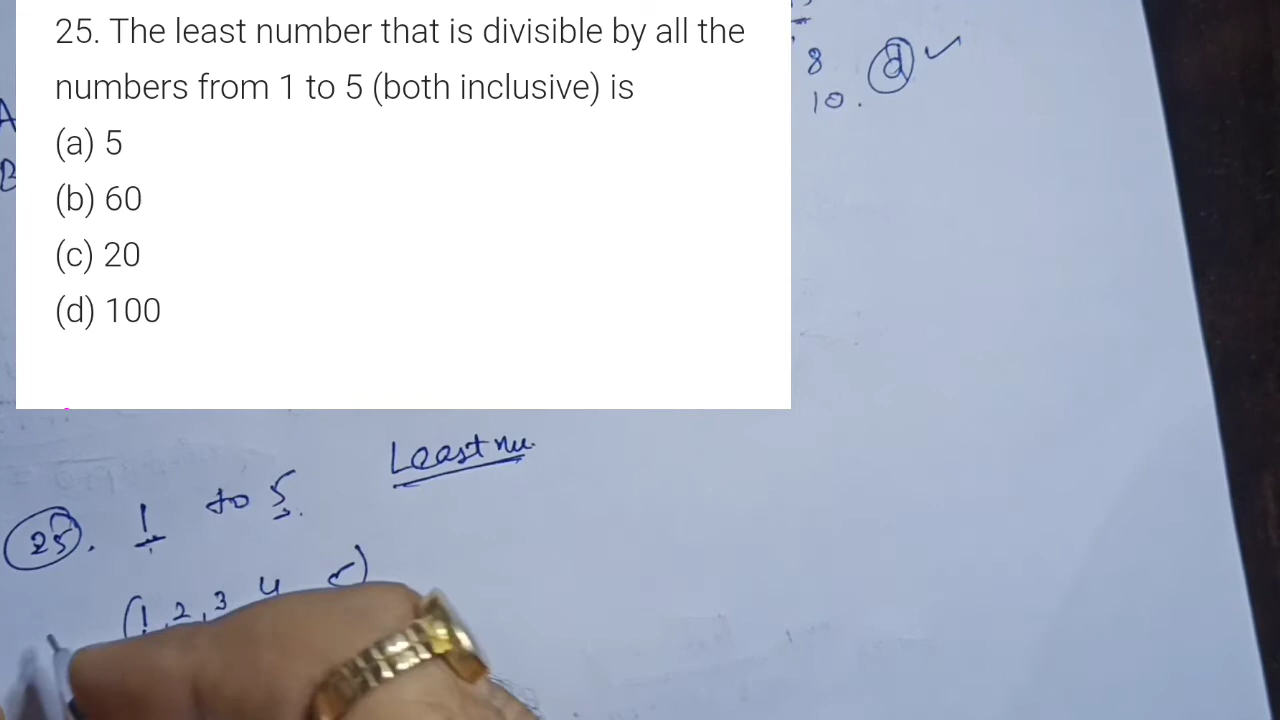 25. The least number that is divisible by all the
numbers from 1 to 5 (both inclusive) is
(a) 5
(b) 60
(c) 20
(d) 100
8
10. (d) ✓
A
B
Least nu.
(25). 1 to 5.
(1, 2, 3 4